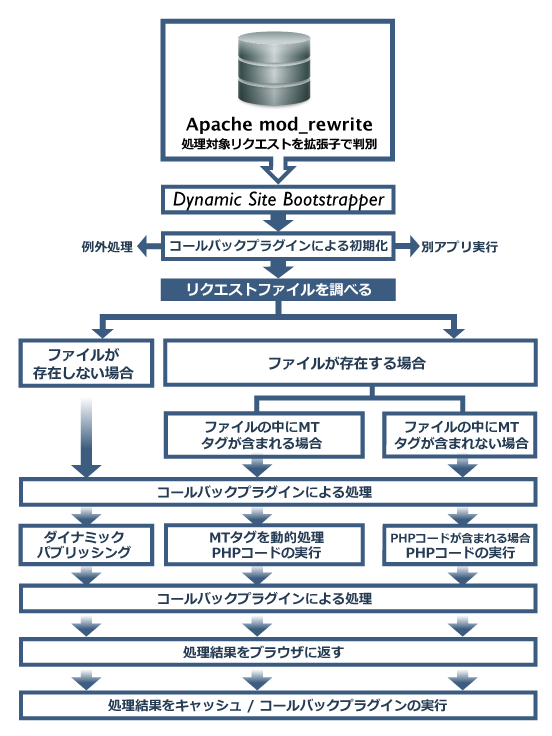 Apache mod_rewrite
処理対象リクエストを拡張子で判別
Dynamic Site Bootstrapper
例外処理
コールバックプラグインによる初期化
別アプリ実行
リクエストファイルを調べる
ファイルが
存在しない場合
ファイルが存在する場合
ファイルの中にMT
タグが含まれる場合
ファイルの中にMT
タグが含まれない場合
コールバックプラグインによる処理
ダイナミック
パブリッシング
MTタグを動的処理
PHPコードの実行
PHPコードが含まれる場合
PHPコードの実行
コールバックプラグインによる処理
処理結果をブラウザに返す
処理結果をキャッシュ / コールバックプラグインの実行